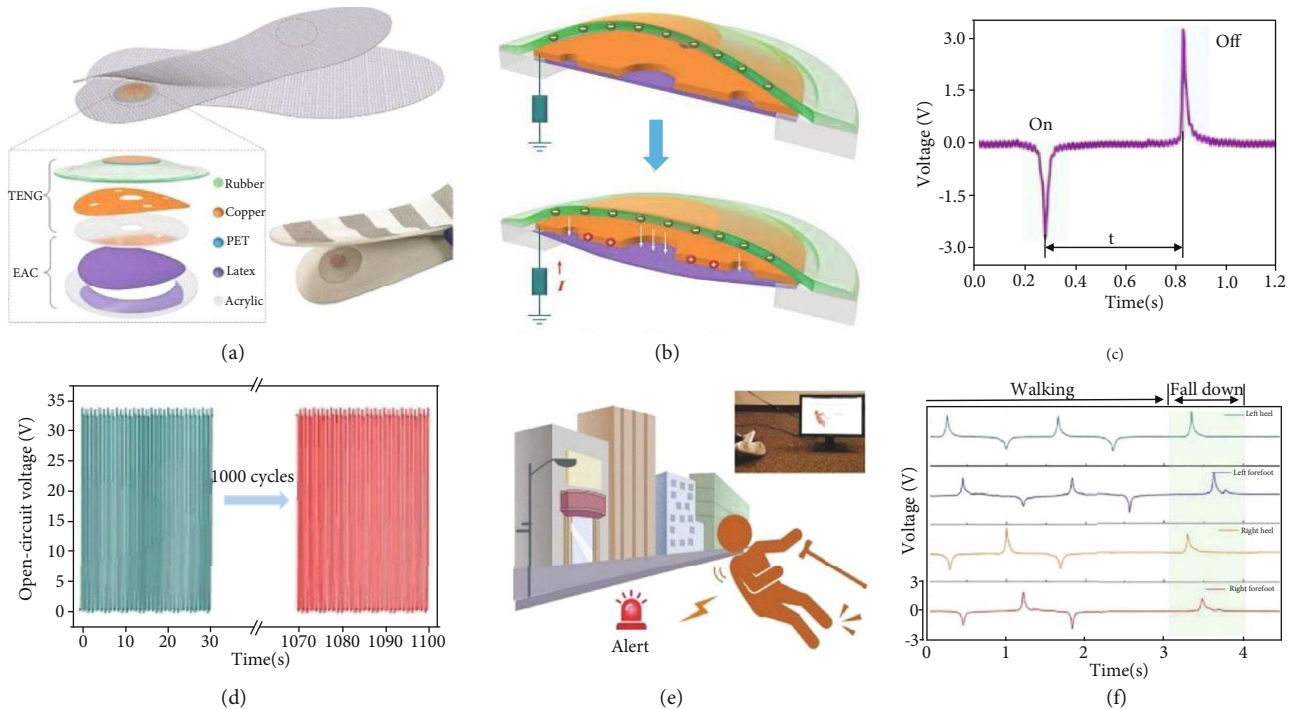 TENG
EAC
Rubber
Copper
PET
Latex
Acrylic
(a)
I
(b)
Voltage (V)
3.0
1.5
0.0
-1.5
-3.0
On
Off
t
0.0 0.2 0.4 0.6 0.8 1.0 1.2
Time(s)
(c)
Open-circuit voltage (V)
35
30
25
20
15
10
5
0
1000 cycles
0 10 20 30 1070 1080 1090 1100
Time(s)
(d)
Alert
(e)
Walking Fall down
Left heel
Left forefoot
Right heel
Right forefoot
Voltage (V)
3
0
-3
0 1 2 3 4
Time(s)
(f)